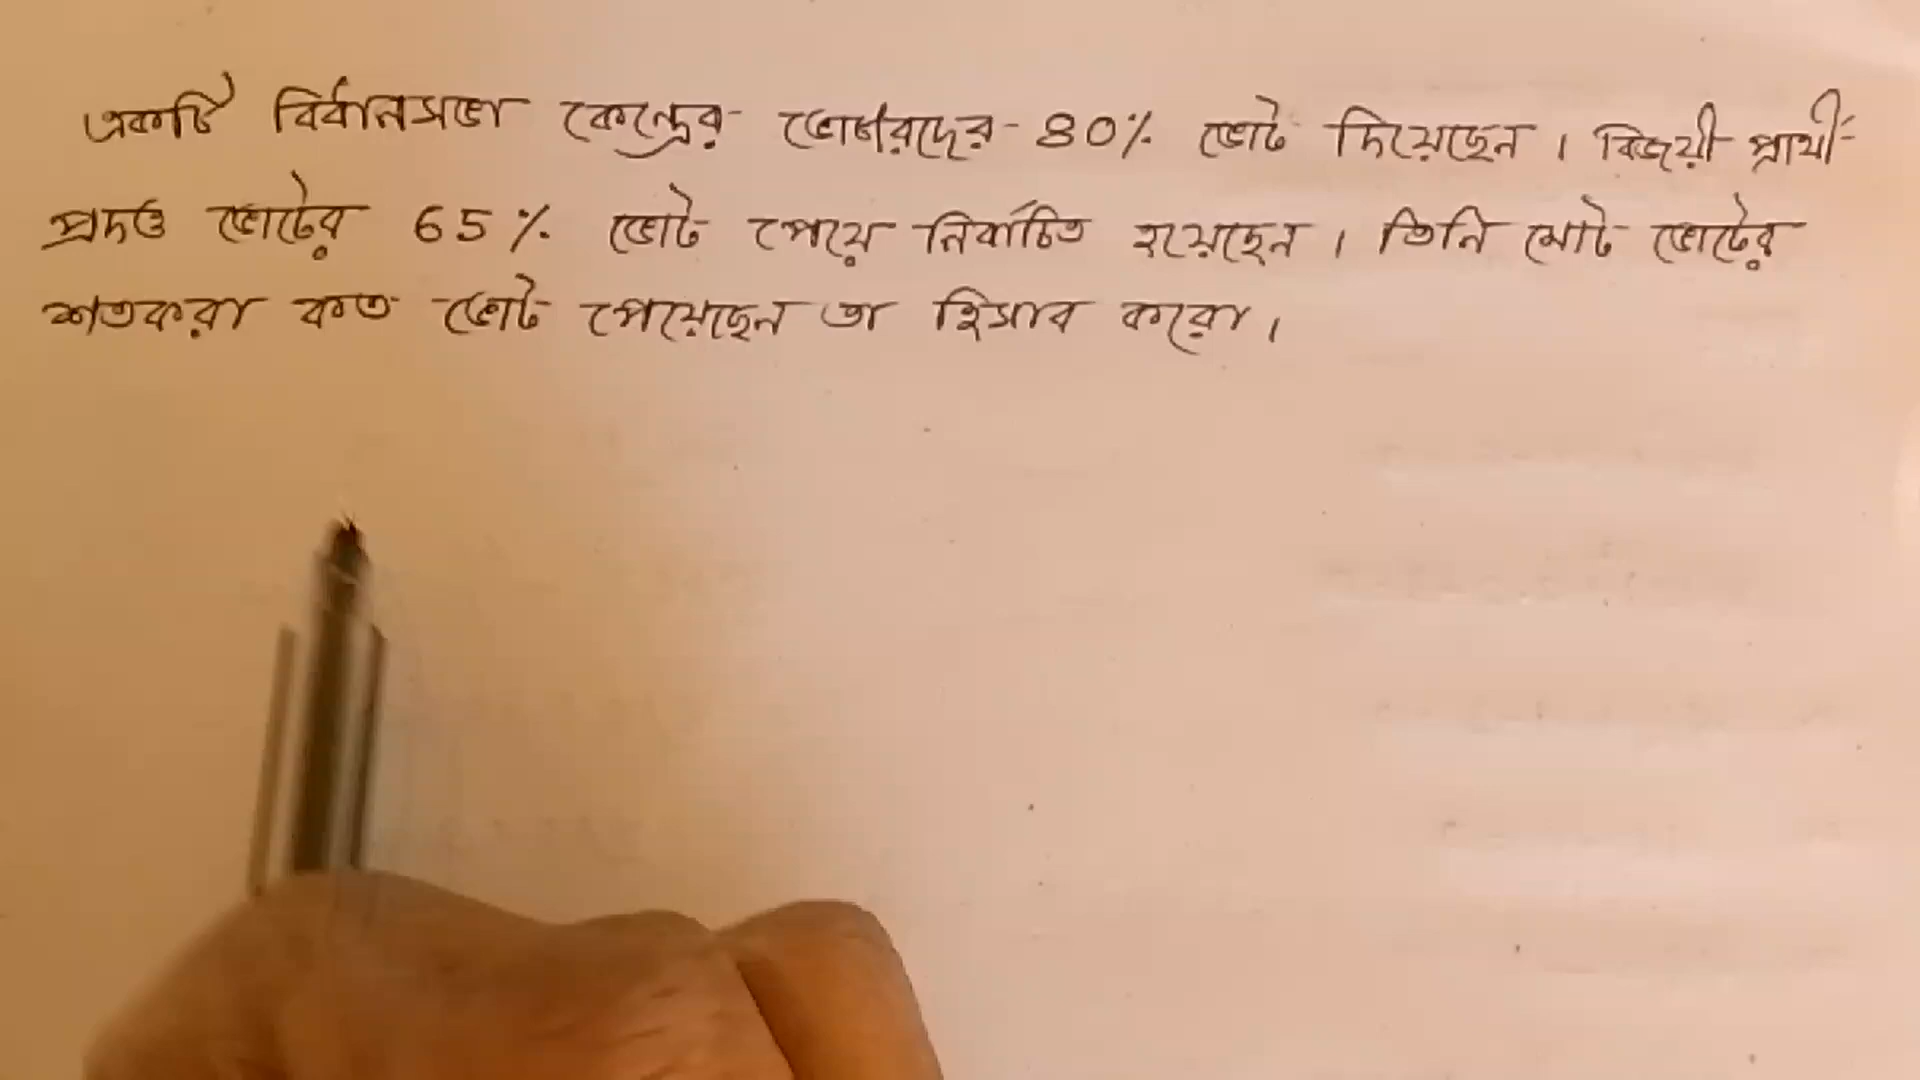 একটি বিধানসভা কেন্দ্রের ভোটারদের 80% ভোট দিয়েছেন। বিজয়ী প্রার্থী
প্রদত্ত ভোটের 65% ভোট পেয়ে নির্বাচিত হয়েছেন। তিনি মোট ভোটের
শতকরা কত ভোট পেয়েছেন তা হিসাব করো।